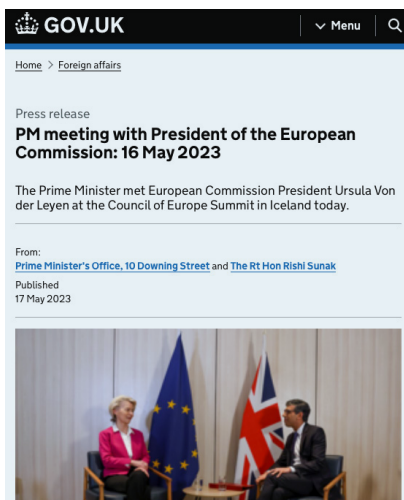 GOV.UK Menu
Home > Foreign affairs
Press release
PM meeting with President of the European
Commission: 16 May 2023
The Prime Minister met European Commission President Ursula Von
der Leyen at the Council of Europe Summit in Iceland today.
From:
Prime Minister's Office, 10 Downing Street and The Rt Hon Rishi Sunak
Published
17 May 2023